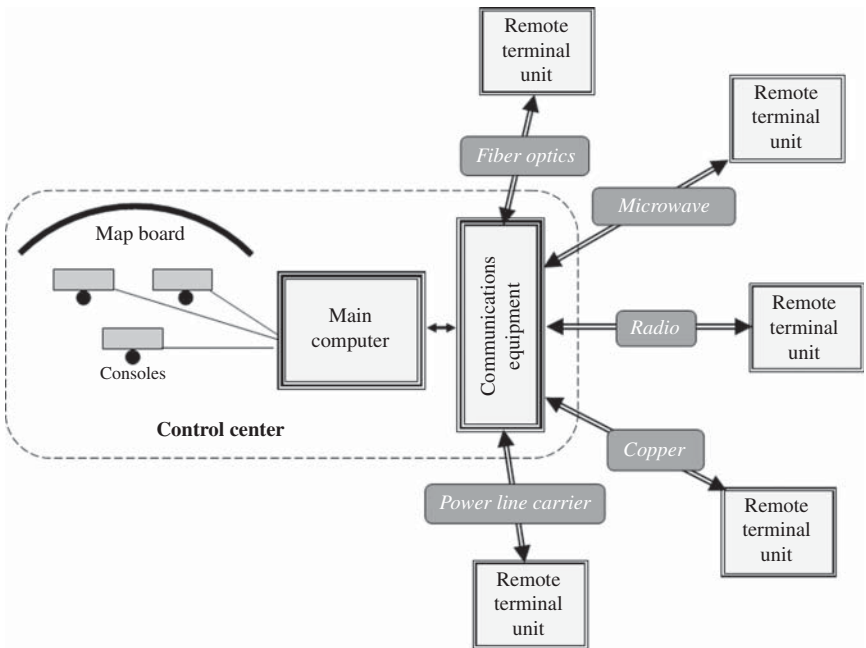 Remote
terminal
unit
Remote
terminal
unit
Fiber optics
Microwave
Map board
Communications
equipment
Main
computer
Radio
Remote
terminal
unit
Consoles
Control center
Copper
Power line carrier
Remote
terminal
unit
Remote
terminal
unit